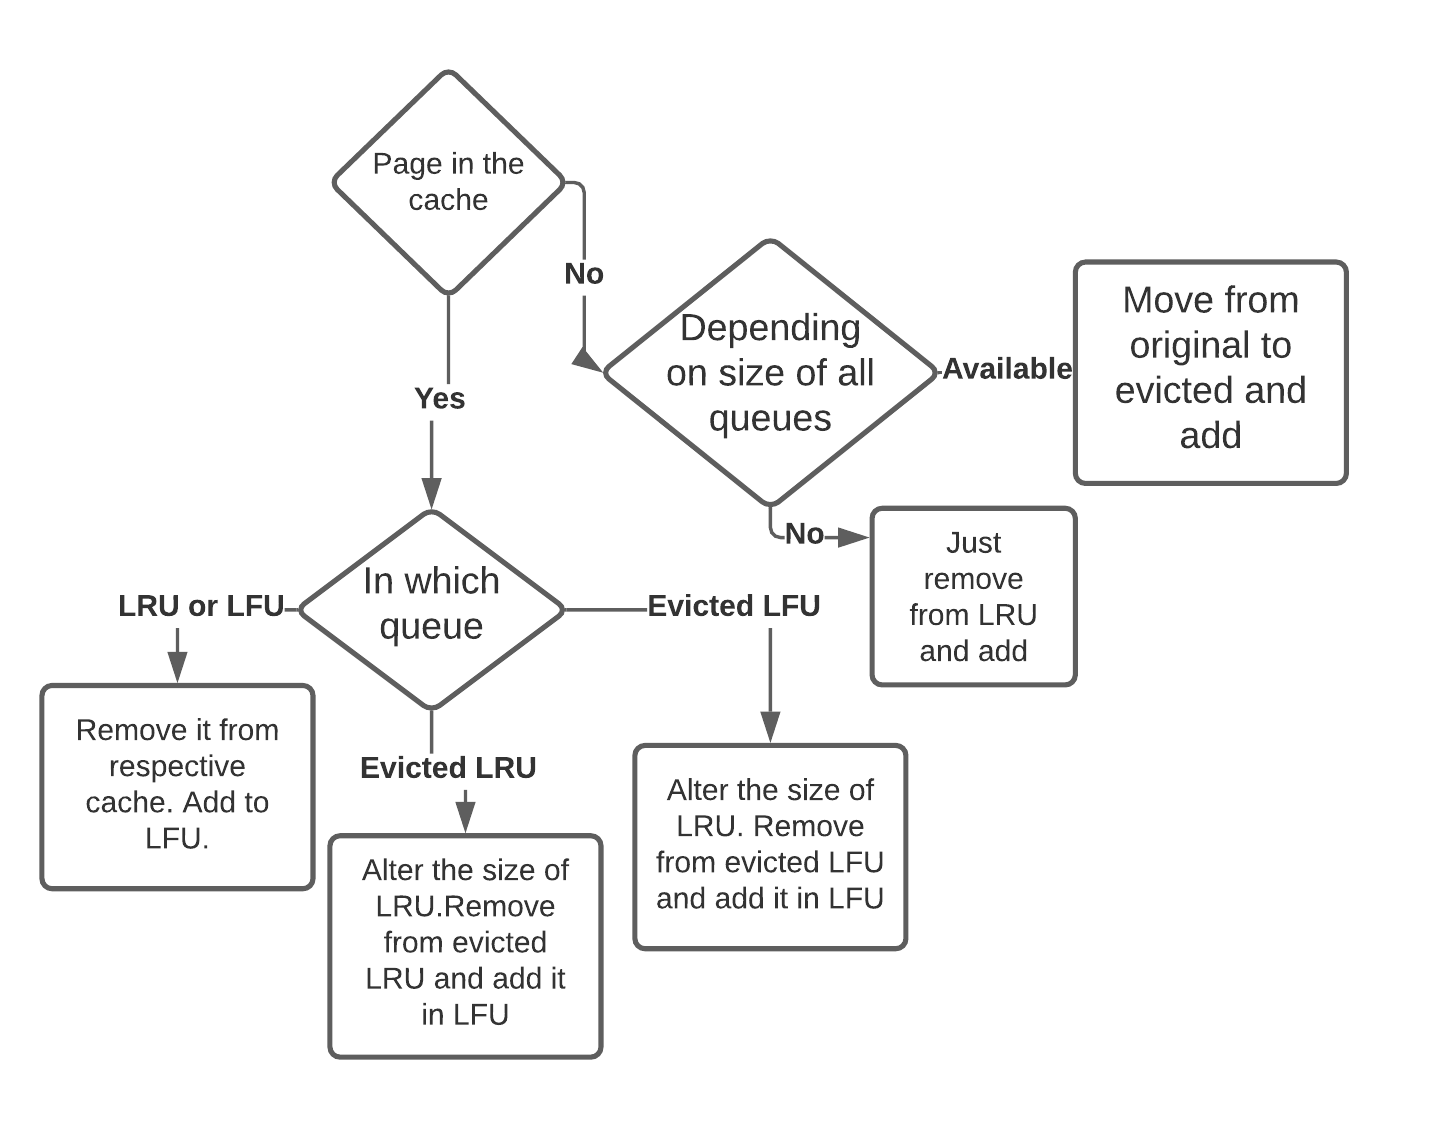 Page in the
cache
No
Depending
on size of all
queues
Available
Move from
original to
evicted and
add
Yes
No
Just
remove
from LRU
and add
In which
queue
LRU or LFU
Evicted LFU
Remove it from
respective
cache. Add to
LFU.
Evicted LRU
Alter the size of
LRU.Remove
from evicted
LRU and add it
in LFU
Alter the size of
LRU. Remove
from evicted LFU
and add it in LFU